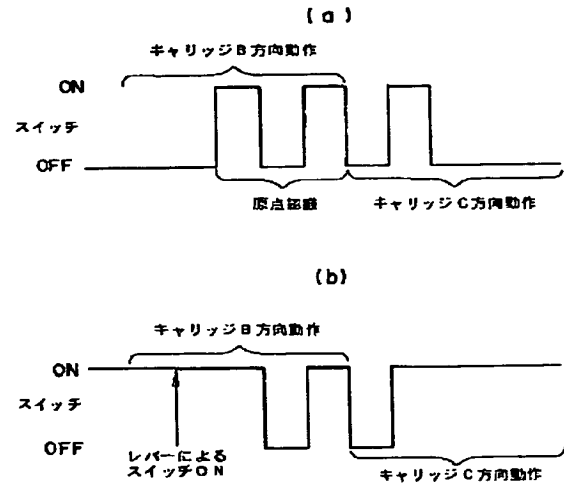 (a)
キャリッジB方向動作
ON
スイッチ
OFF
原点認識
キャリッジC方向動作
(b)
キャリッジB方向動作
ON
スイッチ
OFF
レバーによる
スイッチON
キャリッジC方向動作